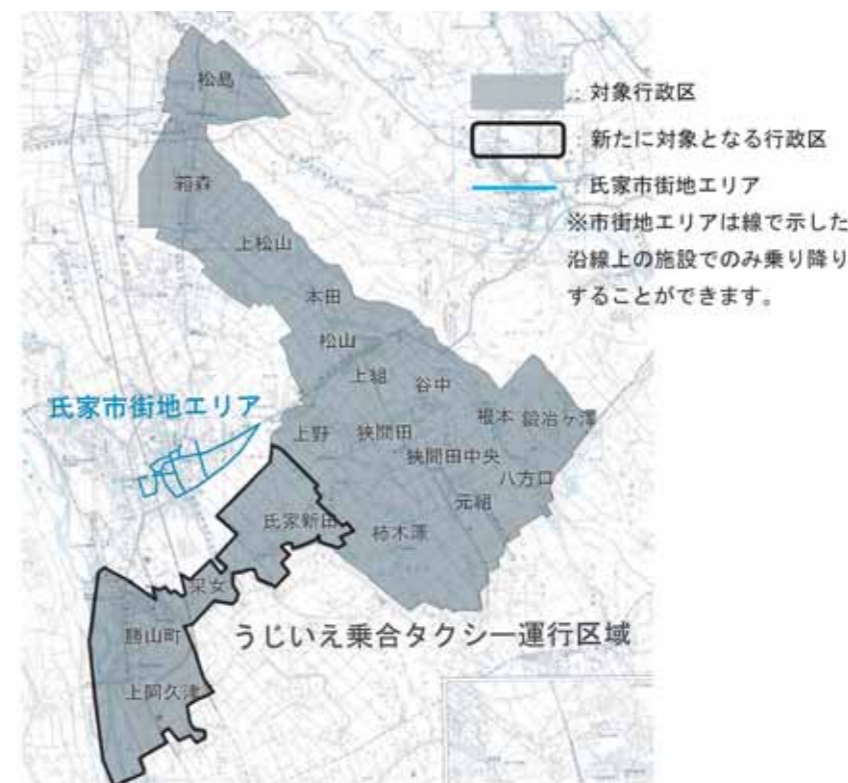 松島
: 対象行政区
: 新たに対象となる行政区
: 氏家市街地エリア
※市街地エリアは線で示した
沿線上の施設でのみ乗り降り
することができます。
箱森
上松山
本田
松山
上組
谷中
氏家市街地エリア
根本
鍛冶ヶ澤
上野
狭間田
狭間田中央
八方口
元組
氏家新田
柿木澤
采女
勝山町
うじいえ乗合タクシー運行区域
上阿久津